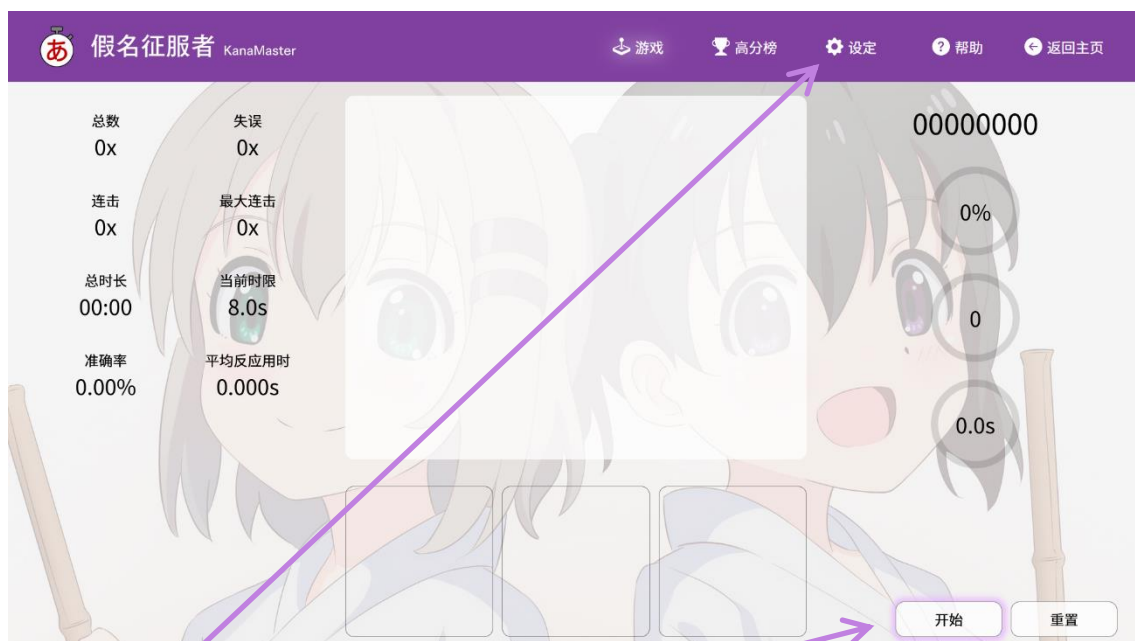 あ 假名征服者 KanaMaster 游戏 高分榜 设定 ? 帮助 返回主页
总数 失误
0x 0x
00000000
连击 最大连击
0x 0x
0%
总时长 当前时限
00:00 8.0s
0
准确率 平均反应用时
0.00% 0.000s
0.0s
开始 重置